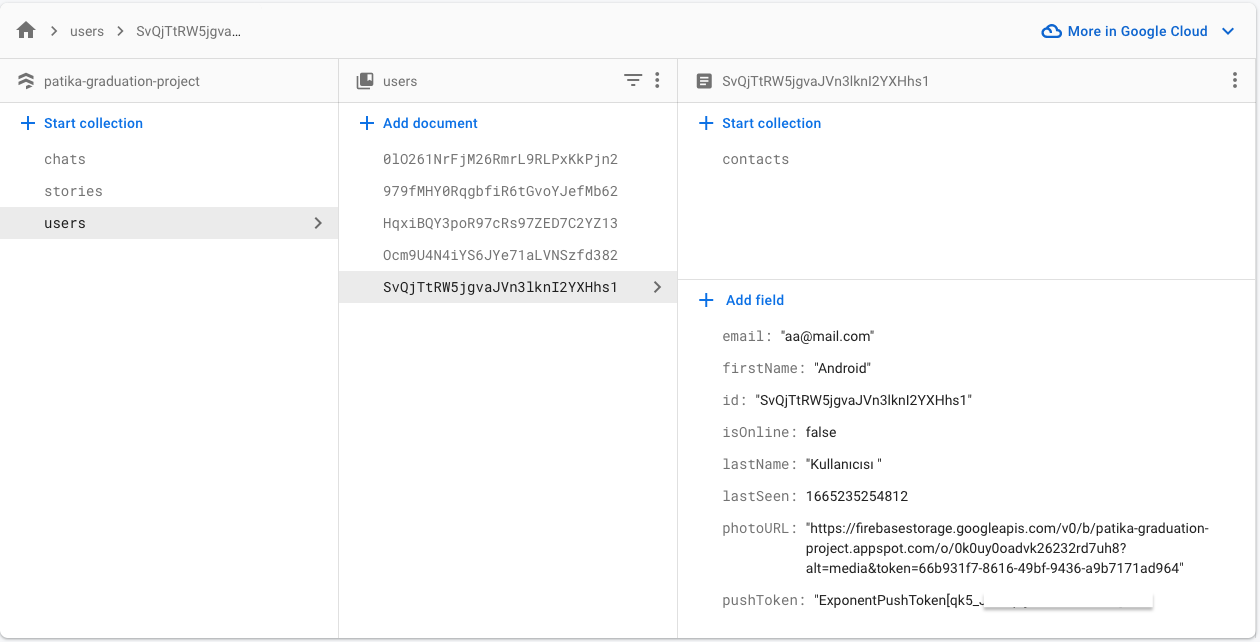 users SvQjTtRW5jgva…
More in Google Cloud
patika-graduation-project
users
SvQjTtRW5jgvaJVn3lknI2YXHhs1
Start collection
Add document
Start collection
chats
stories
users
0lO261NrFjM26RmrL9RLPxKkPjn2
979fMHY0RqgbfiR6tGvoYJefMb62
HqxiBQY3poR97cRs97ZED7C2YZ13
Ocm9U4N4iYS6JYe71aLVNSzfd382
SvQjTtRW5jgvaJVn3lknI2YXHhs1
contacts
Add field
email: "aa@mail.com"
firstName: "Android"
id: "SvQjTtRW5jgvaJVn3lknI2YXHhs1"
isOnline: false
lastName: "Kullanıcısı "
lastSeen: 1665235254812
photoURL: "https://firebasestorage.googleapis.com/v0/b/patika-graduation-
project.appspot.com/o/0k0uy0oadvk26232rd7uh8?
alt=media&token=66b931f7-8616-49bf-9436-a9b7171ad964"
pushToken: "ExponentPushToken[qk5_